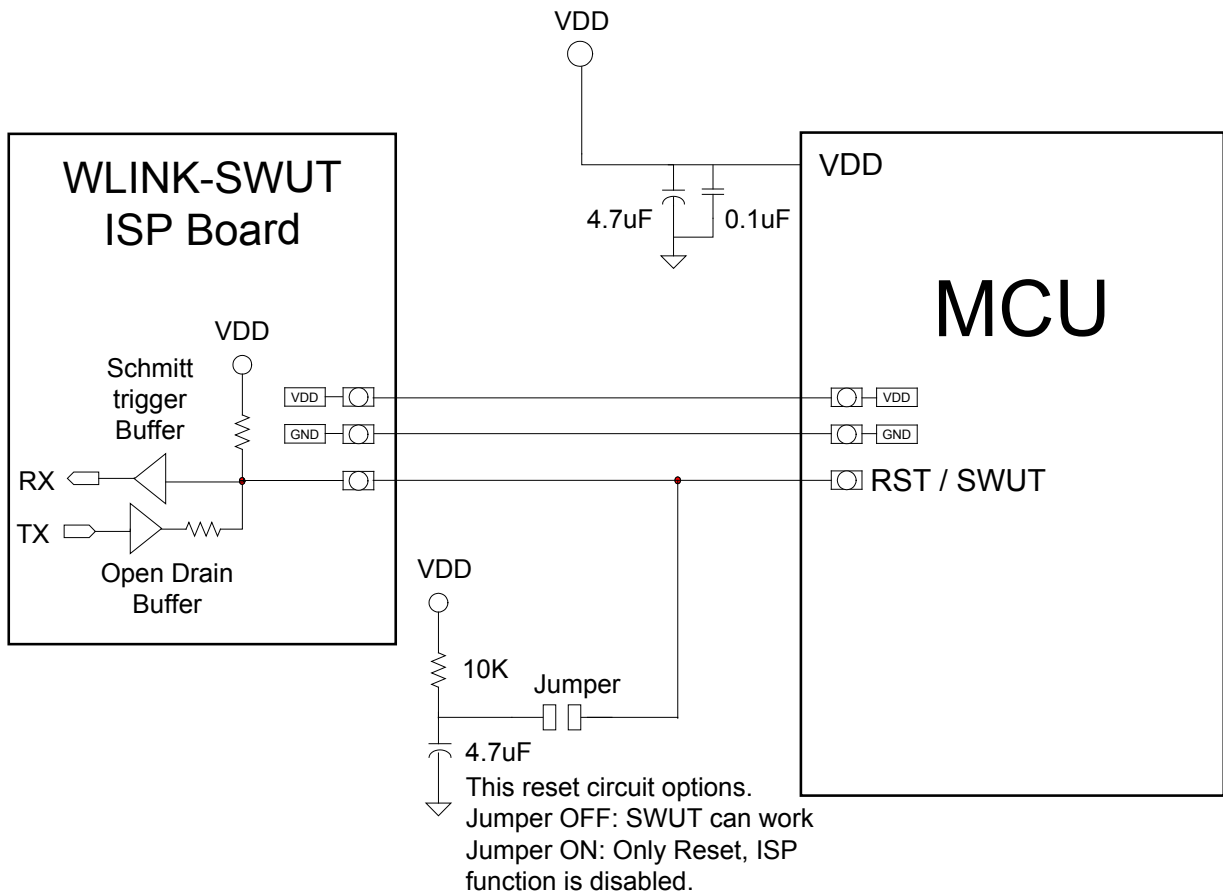 VDD
WLINK-SWUT
ISP Board
VDD
4.7uF
0.1uF
MCU
VDD
Schmitt
trigger
Buffer
VDD
VDD
GND
GND
RX
RST / SWUT
TX
Open Drain
Buffer
VDD
10K
Jumper
4.7uF
This reset circuit options.
Jumper OFF: SWUT can work
Jumper ON: Only Reset, ISP
function is disabled.